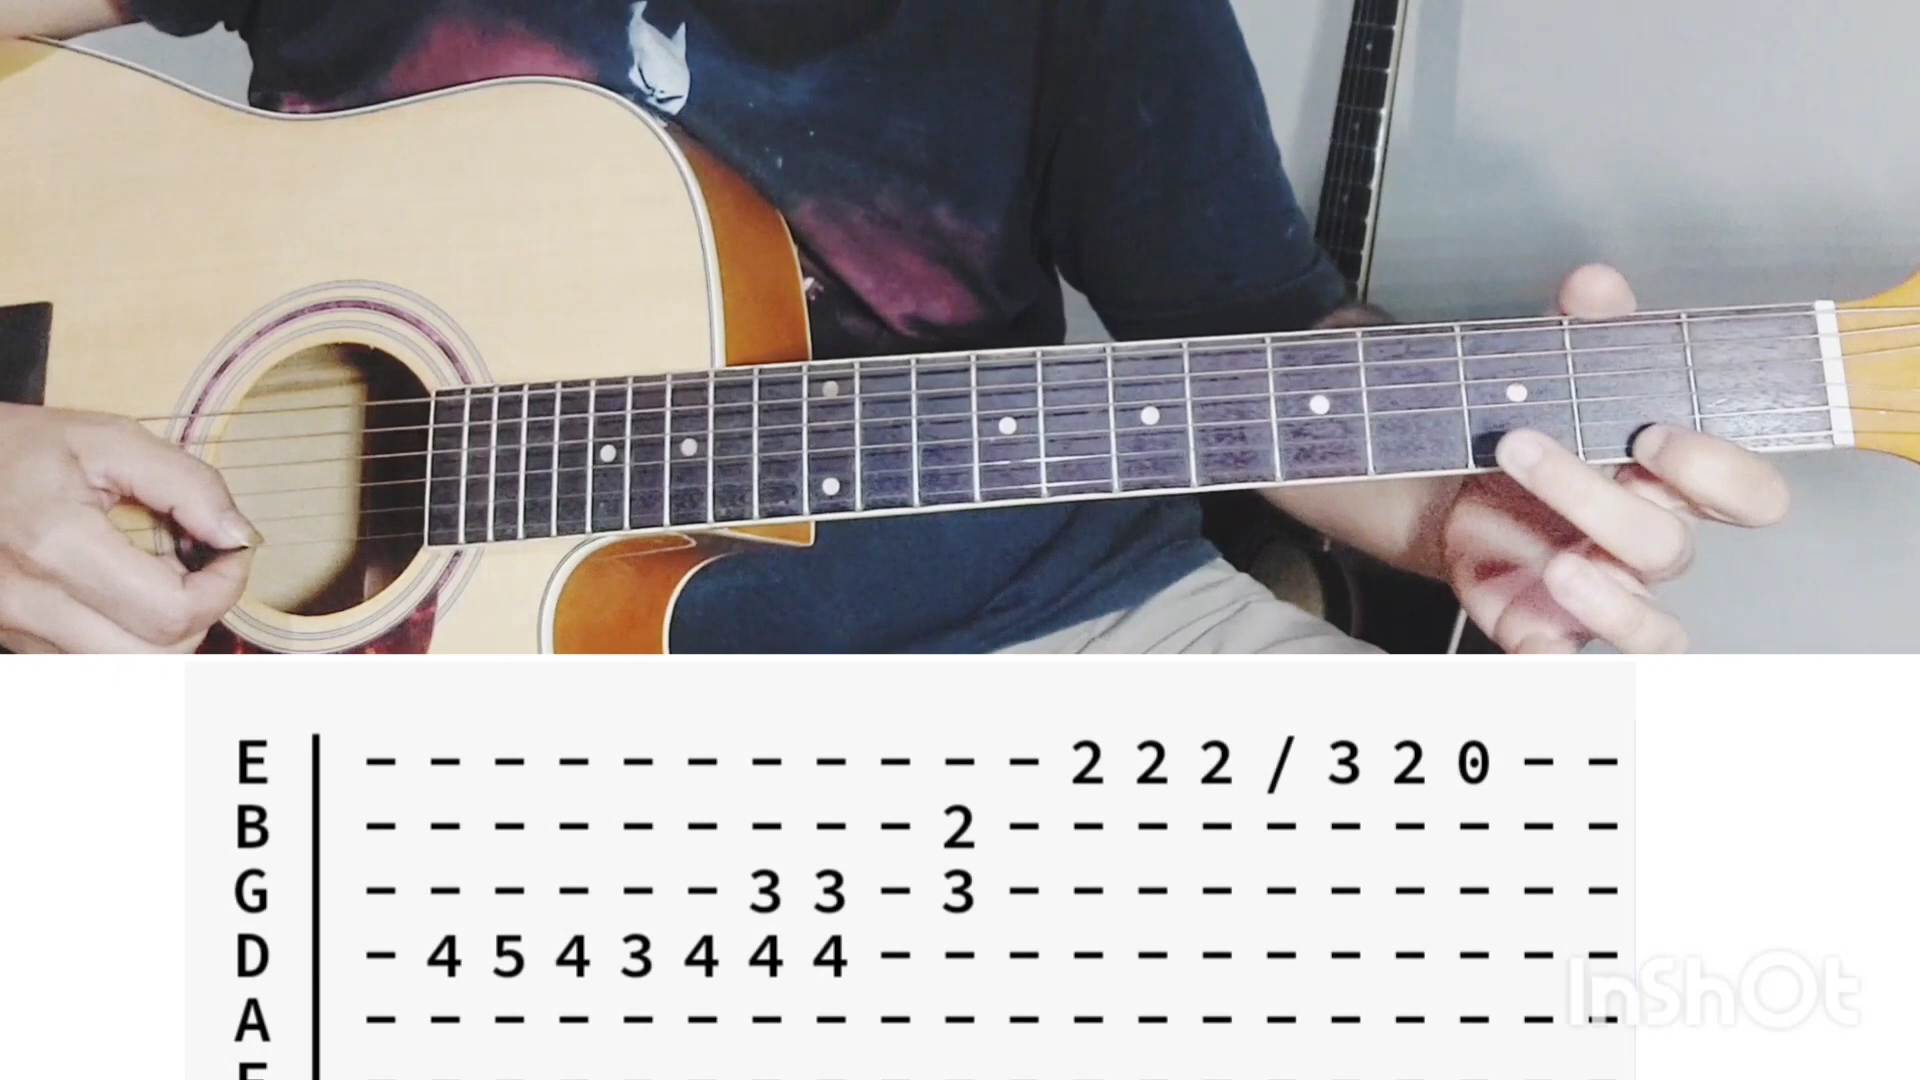 E | - - - - - - - - - - - 2 2 2 / 3 2 0 - -
B | - - - - - - - - - 2 - - - - - - - - - -
G | - - - - - - 3 3 - 3 - - - - - - - - - -
D | - 4 5 4 3 4 4 4 - - - - - - - - - - - -
A | - - - - - - - - - - - - - - - - - - - -
InShOt